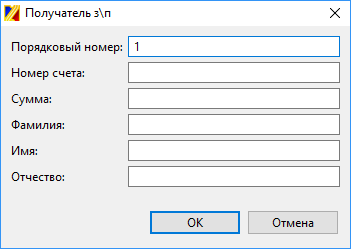 Получатель з\п
Порядковый номер: 1
Номер счета:
Сумма:
Фамилия:
Имя:
Отчество:
OK Отмена